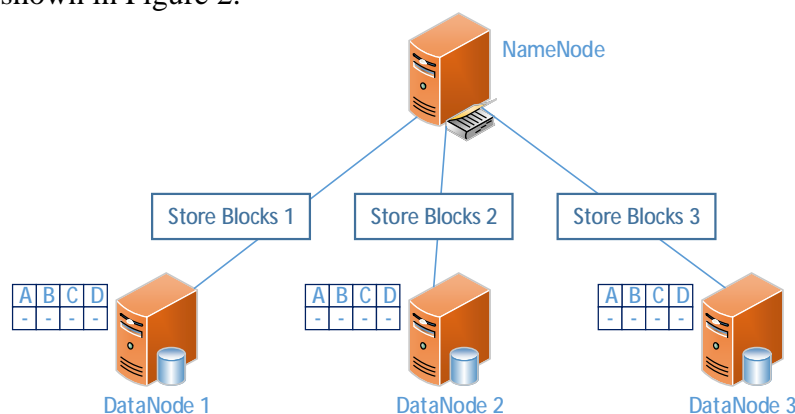 shown in Figure 2.
NameNode
Store Blocks 1
Store Blocks 2
Store Blocks 3
A B C D
- - - -
A B C D
- - - -
A B C D
- - - -
DataNode 1
DataNode 2
DataNode 3